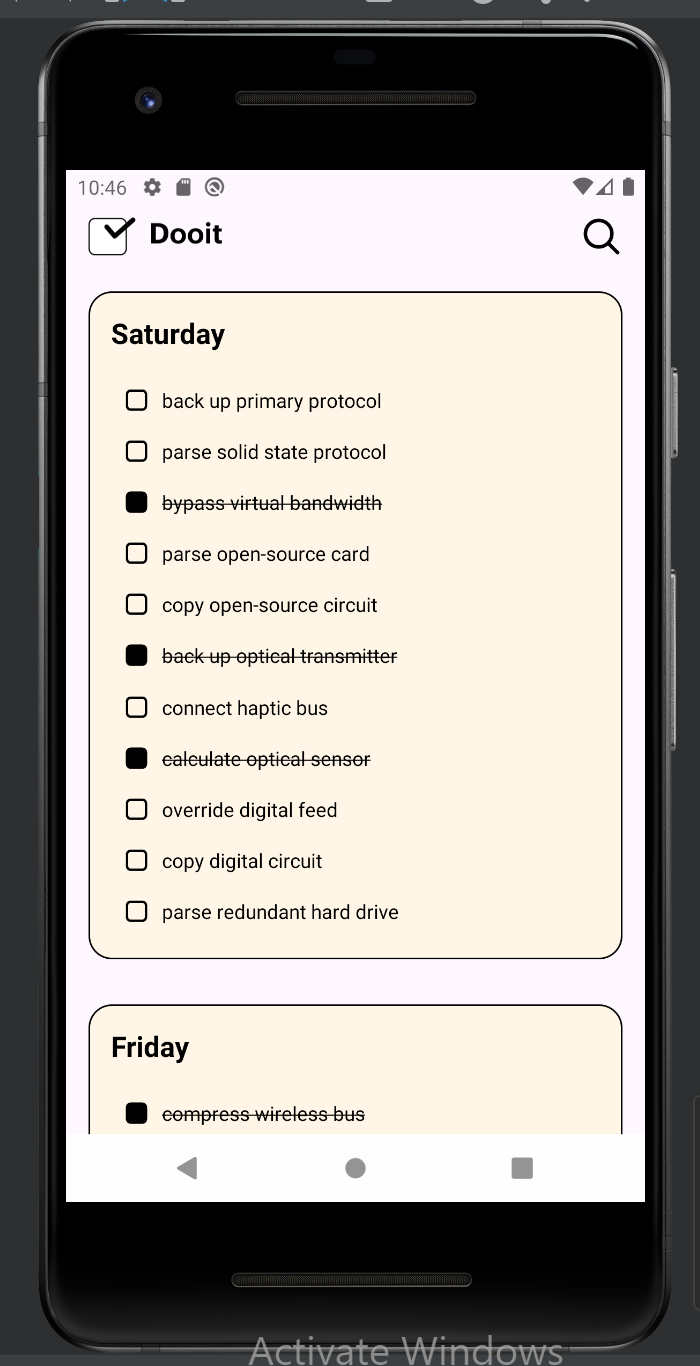 10:46
Dooit
Saturday
back up primary protocol
parse solid state protocol
bypass virtual bandwidth
parse open-source card
copy open-source circuit
back up optical transmitter
connect haptic bus
calculate optical sensor
override digital feed
copy digital circuit
parse redundant hard drive
Friday
compress wireless bus
Activate Windows